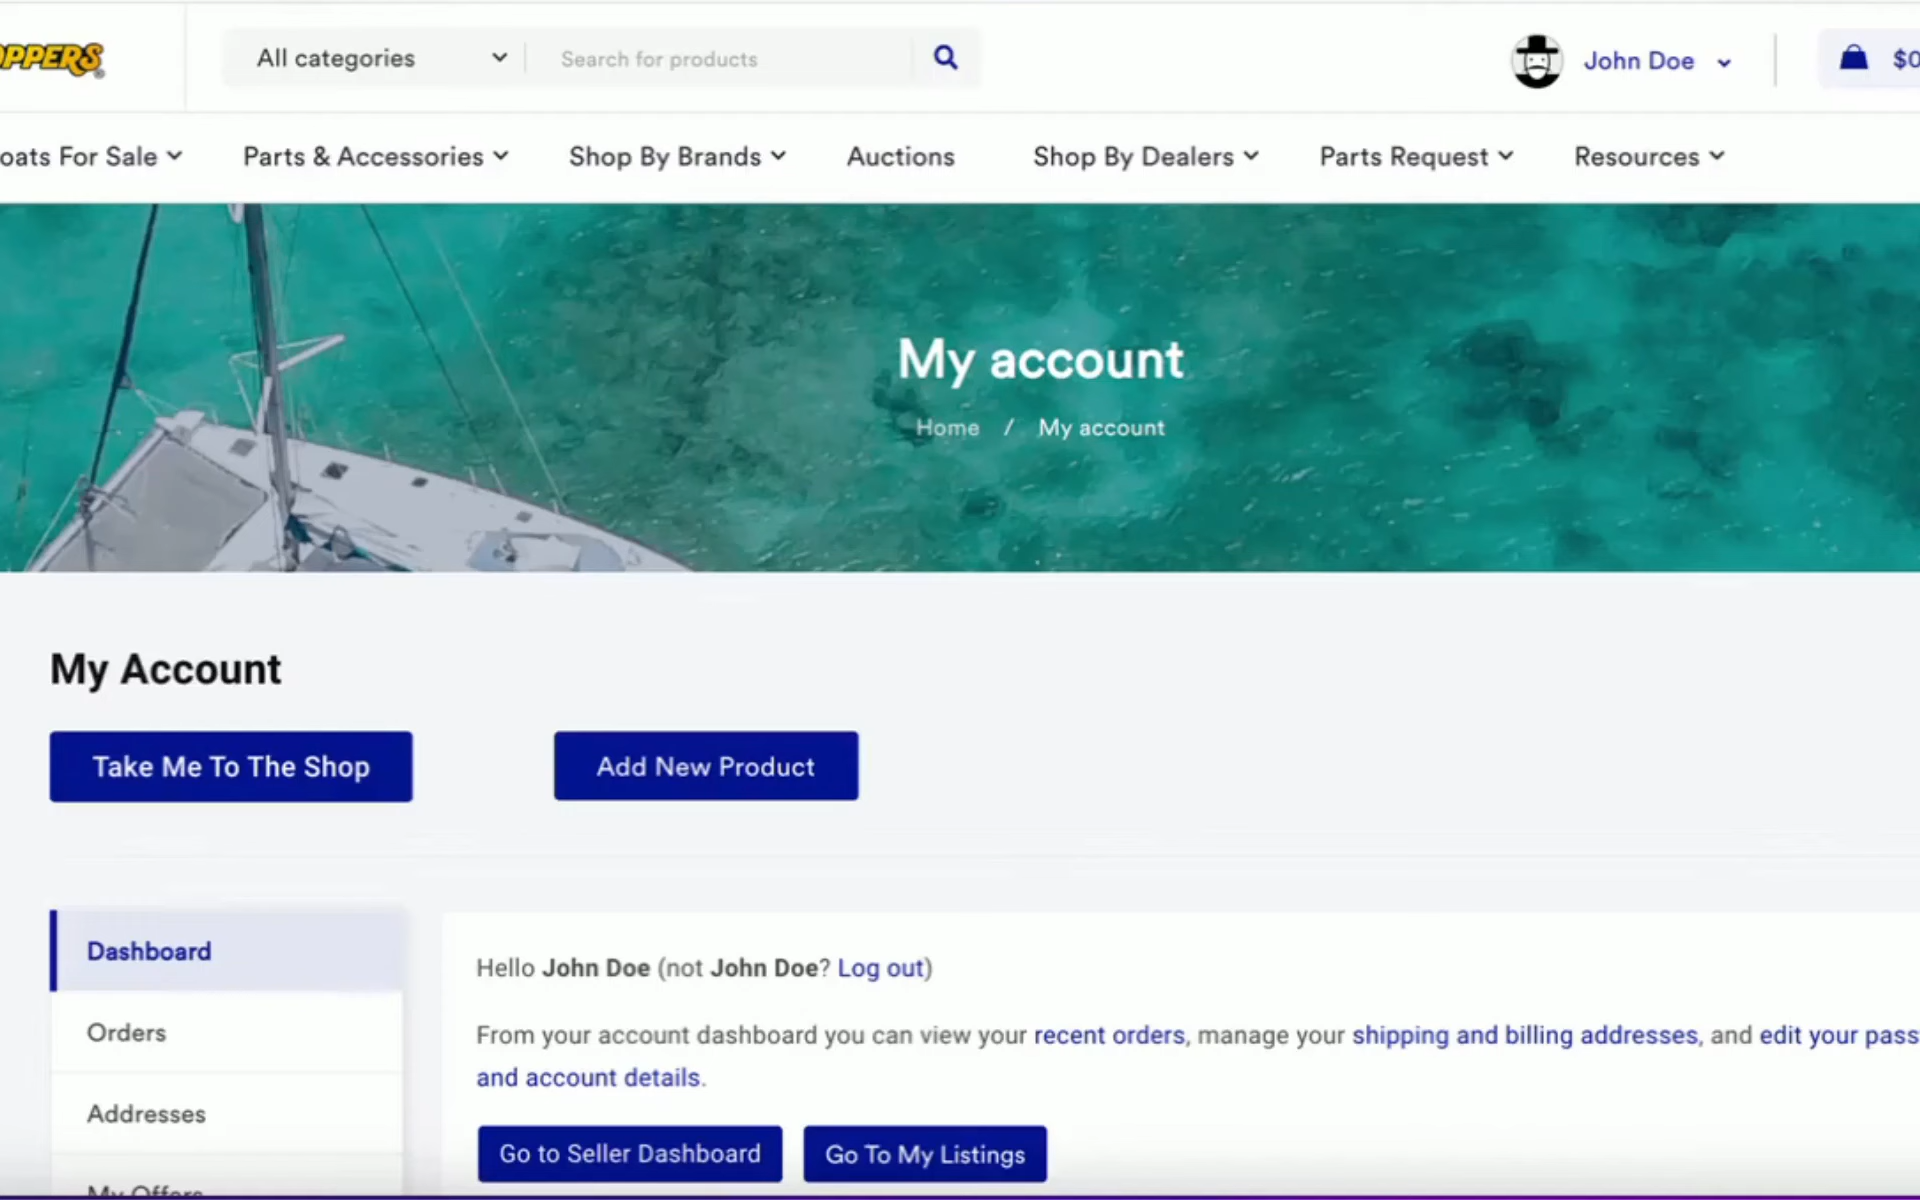 OPPERS®
All categories
Search for products
John Doe
$0
oats For Sale
Parts & Accessories
Shop By Brands
Auctions
Shop By Dealers
Parts Request
Resources
My account
Home / My account
My Account
Take Me To The Shop
Add New Product
Dashboard
Orders
Addresses
My Offers
Hello John Doe (not John Doe? Log out)
From your account dashboard you can view your recent orders, manage your shipping and billing addresses, and edit your pass
and account details.
Go to Seller Dashboard
Go To My Listings